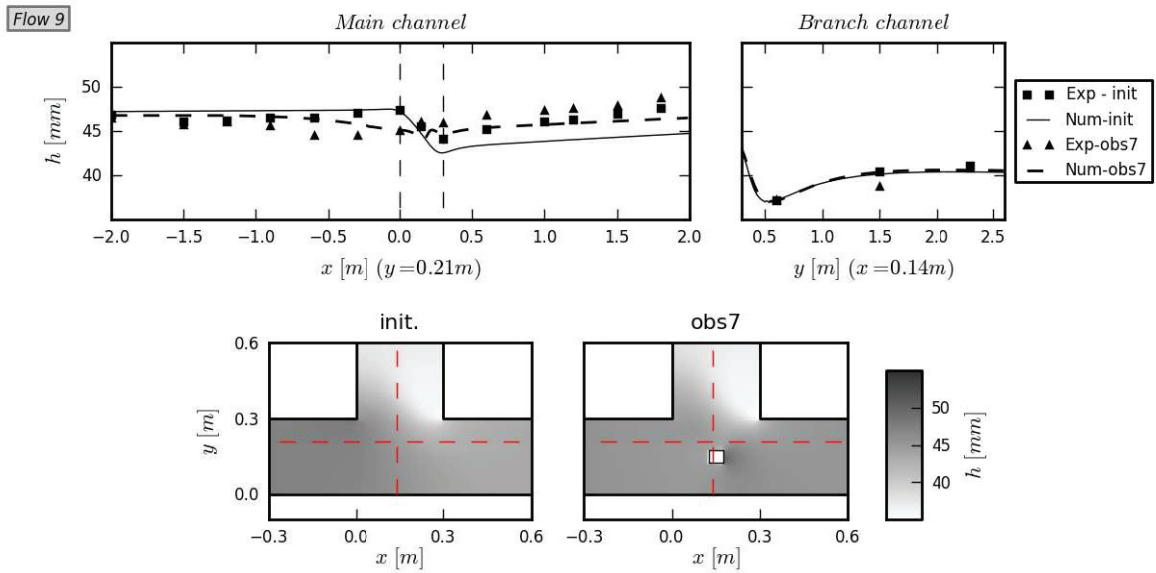 Flow 9
Main channel
Branch channel
h [mm]
50
45
40
−2.0 −1.5 −1.0 −0.5 0.0 0.5 1.0 1.5 2.0
x [m] (y=0.21m)
0.5 1.0 1.5 2.0 2.5
y [m] (x=0.14m)
Exp - init
Num-init
Exp-obs7
Num-obs7
init.
obs7
y [m]
0.6
0.3
0.0
−0.3 0.0 0.3 0.6
x [m]
−0.3 0.0 0.3 0.6
x [m]
50
45
40
h [mm]